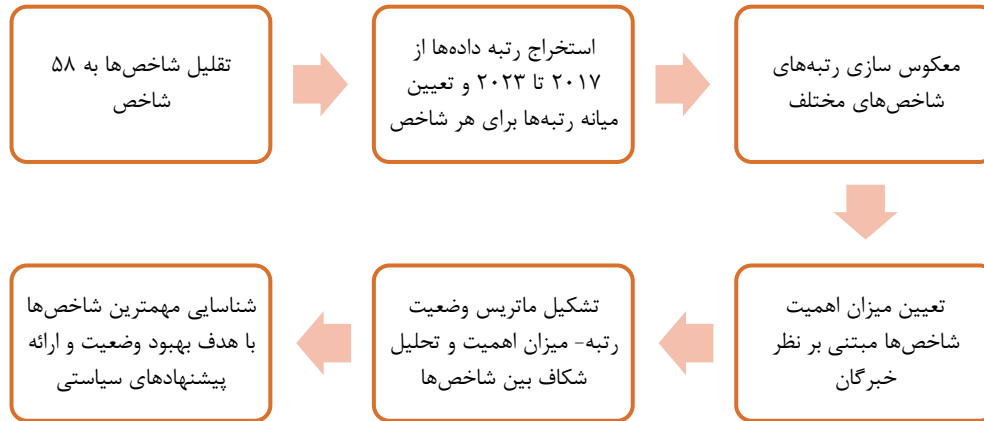 تقلیل شاخص‌ها به ۵۸
شاخص
استخراج رتبه داده‌ها از
۲۰۱۷ تا ۲۰۲۳ و تعیین
میانه رتبه‌ها برای هر شاخص
معکوس سازی رتبه‌های
شاخص‌های مختلف
تعیین میزان اهمیت
شاخص‌ها مبتنی بر نظر
خبرگان
تشکیل ماتریس وضعیت
رتبه- میزان اهمیت و تحلیل
شکاف بین شاخص‌ها
شناسایی مهمترین شاخص‌ها
با هدف بهبود وضعیت و ارائه
پیشنهادهای سیاستی